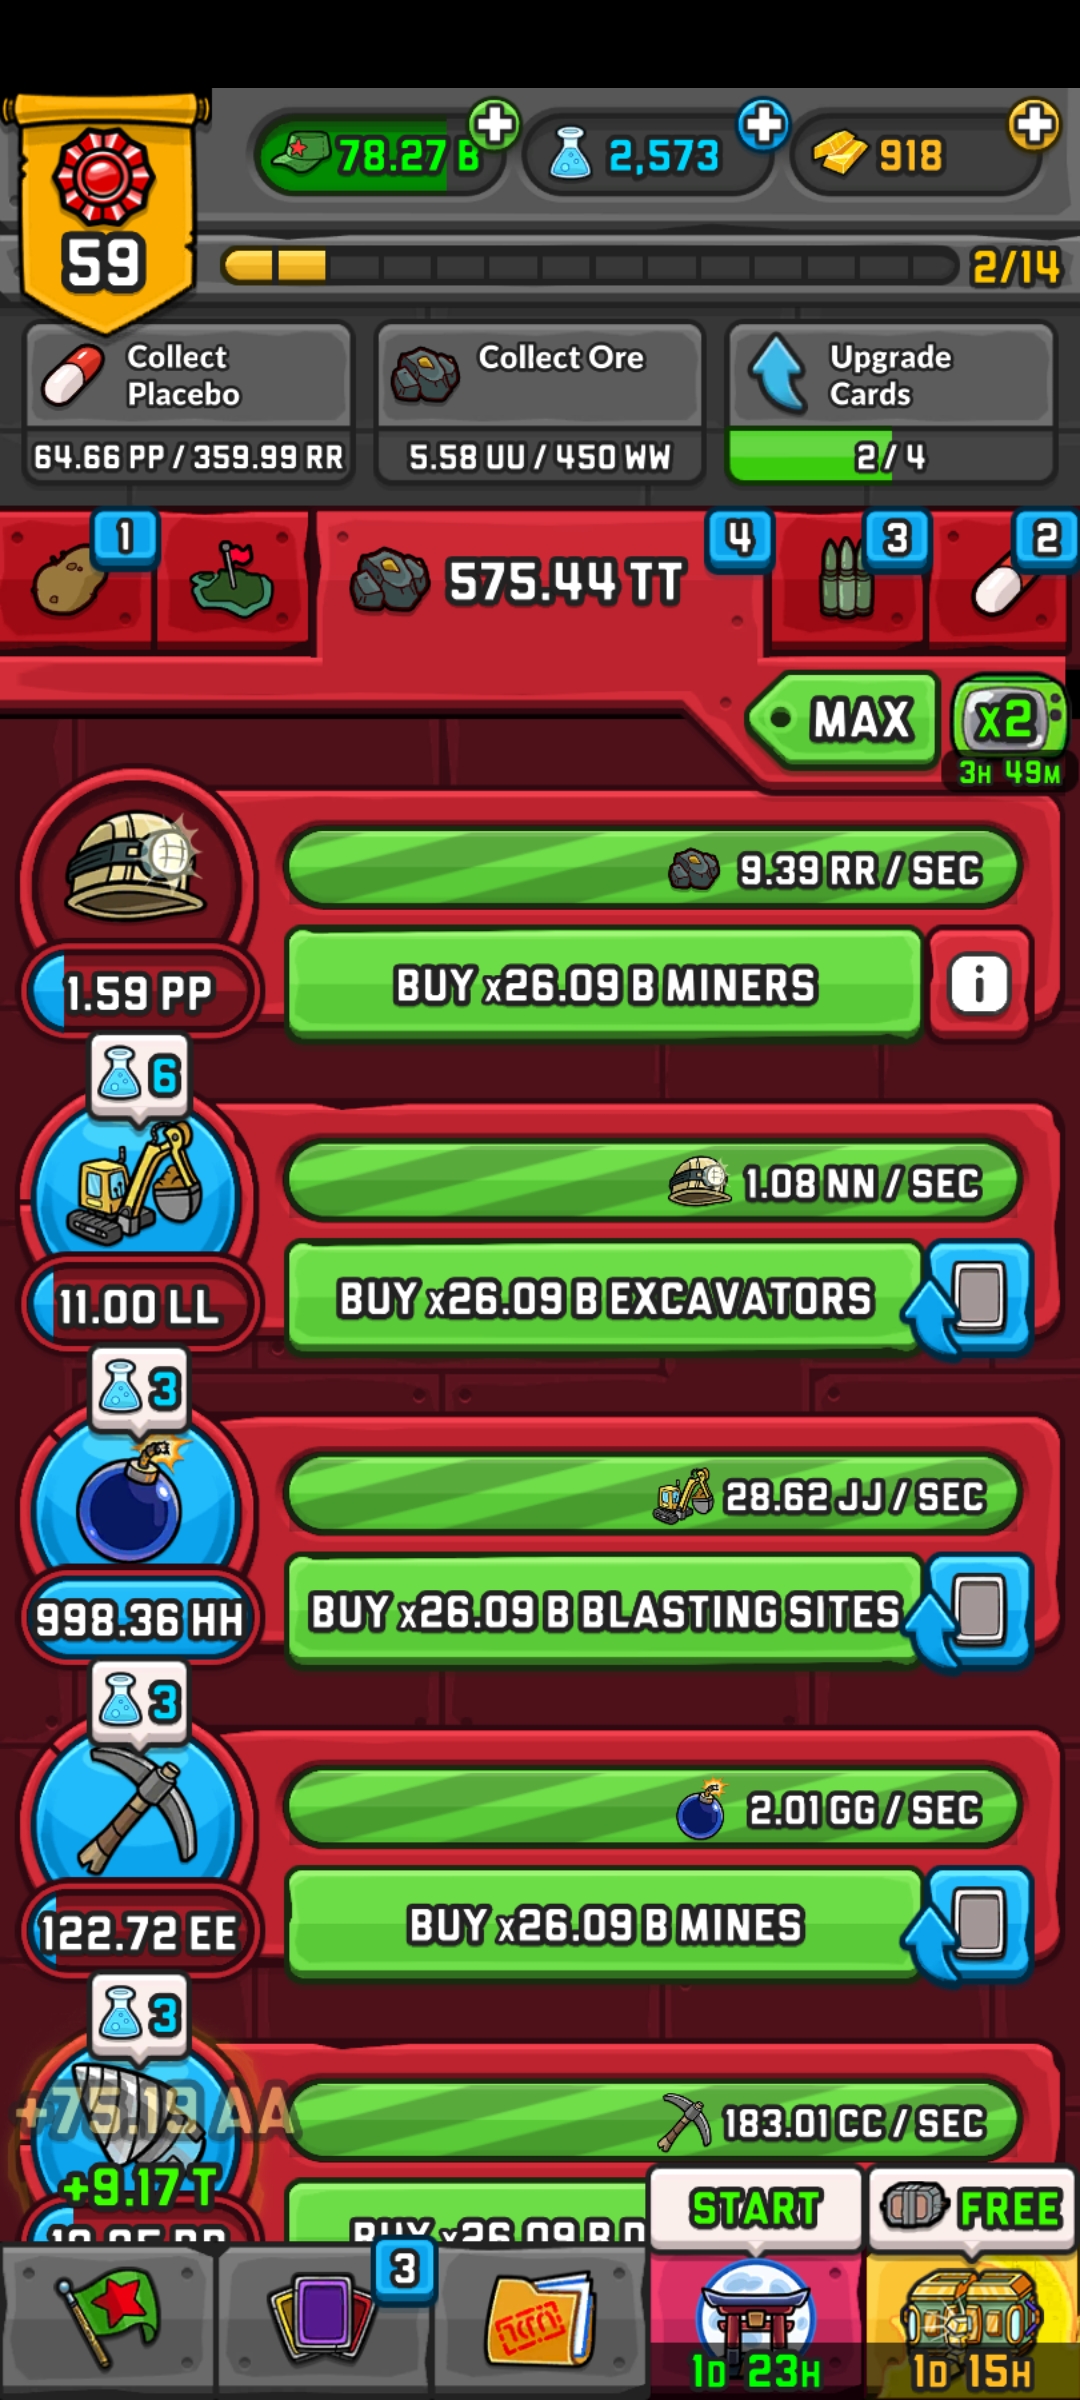 78.27 B
2,573
918
59
2/14
Collect
Placebo
64.66 PP / 359.99 RR
Collect Ore
5.58 UU / 450 WW
Upgrade
Cards
2 / 4
1
575.44 TT
4
3
2
MAX
x2
3H 49M
9.39 RR / SEC
1.59 PP
BUY x26.09 B MINERS
i
6
1.08 NN / SEC
11.00 LL
BUY x26.09 B EXCAVATORS
3
28.62 JJ / SEC
998.36 HH
BUY x26.09 B BLASTING SITES
3
2.01 GG / SEC
122.72 EE
BUY x26.09 B MINES
3
+75.19 AA
183.01 CC / SEC
+9.17 T
BUY x26.09 B
START
FREE
3
1D 23H
1D 15H